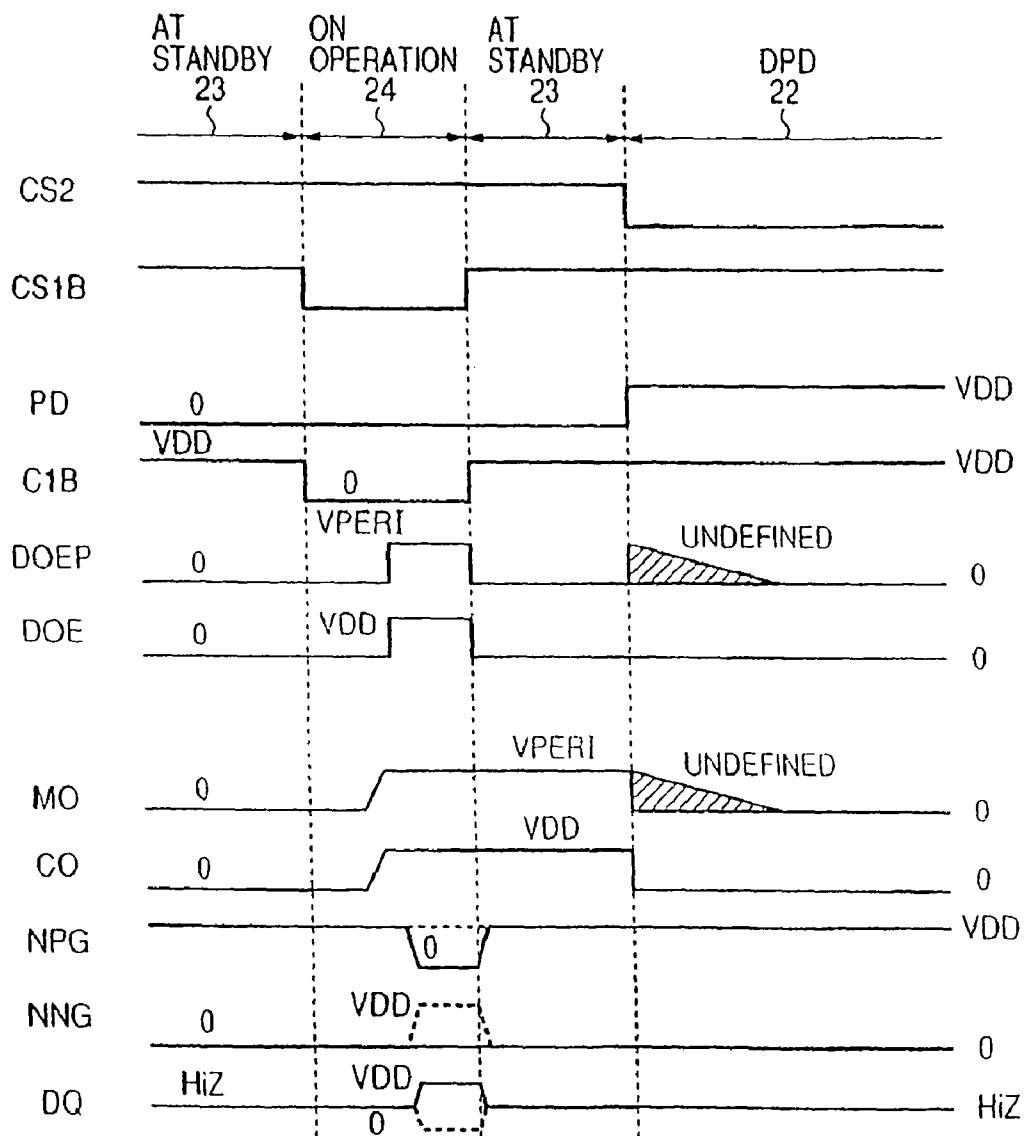 AT
STANDBY
23
ON
OPERATION
24
AT
STANDBY
23
DPD
22
CS2
CS1B
PD 0 VDD
C1B VDD 0 VDD
DOEP 0 VPERI UNDEFINED 0
DOE 0 VDD 0
MO 0 VPERI UNDEFINED 0
CO 0 VDD 0
NPG 0 VDD
NNG 0 VDD 0
DQ HiZ VDD 0 HiZ